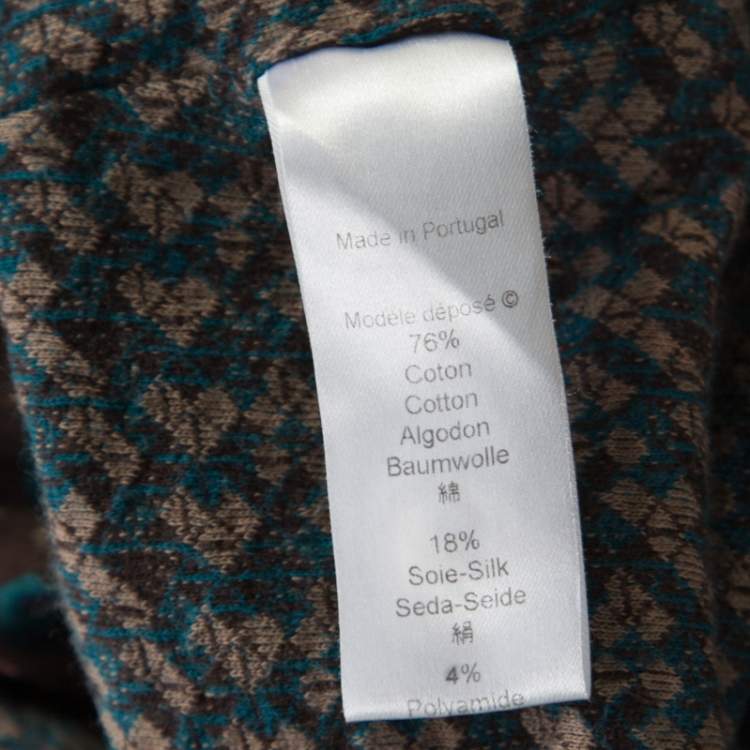 Made in Portugal
Modèle déposé ©
76%
Coton
Cotton
Algodon
Baumwolle
綿
18%
Soie-Silk
Seda-Seide
絹
4%
Polyamide